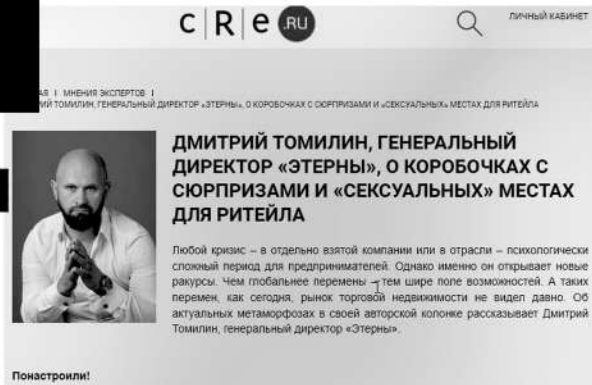 cRe.RU
ЛИЧНЫЙ КАБИНЕТ
АЯ | МНЕНИЯ ЭКСПЕРТОВ |
ИЙ ТОМИЛИН, ГЕНЕРАЛЬНЫЙ ДИРЕКТОР «ЭТЕРНЫ», О КОРОБОЧКАХ С СЮРПРИЗАМИ И «СЕКСУАЛЬНЫХ» МЕСТАХ ДЛЯ РИТЕЙЛА
ДМИТРИЙ ТОМИЛИН, ГЕНЕРАЛЬНЫЙ
ДИРЕКТОР «ЭТЕРНЫ», О КОРОБОЧКАХ С
СЮРПРИЗАМИ И «СЕКСУАЛЬНЫХ» МЕСТАХ
ДЛЯ РИТЕЙЛА
Любой кризис – в отдельно взятой компании или в отрасли – психологически
сложный период для предпринимателей. Однако именно он открывает новые
ракурсы. Чем глобальнее перемены – тем шире поле возможностей. А таких
перемен, как сегодня, рынок торговой недвижимости не видел давно. Об
актуальных метаморфозах в своей авторской колонке рассказывает Дмитрий
Томилин, генеральный директор «Этерны».
Понастроили!